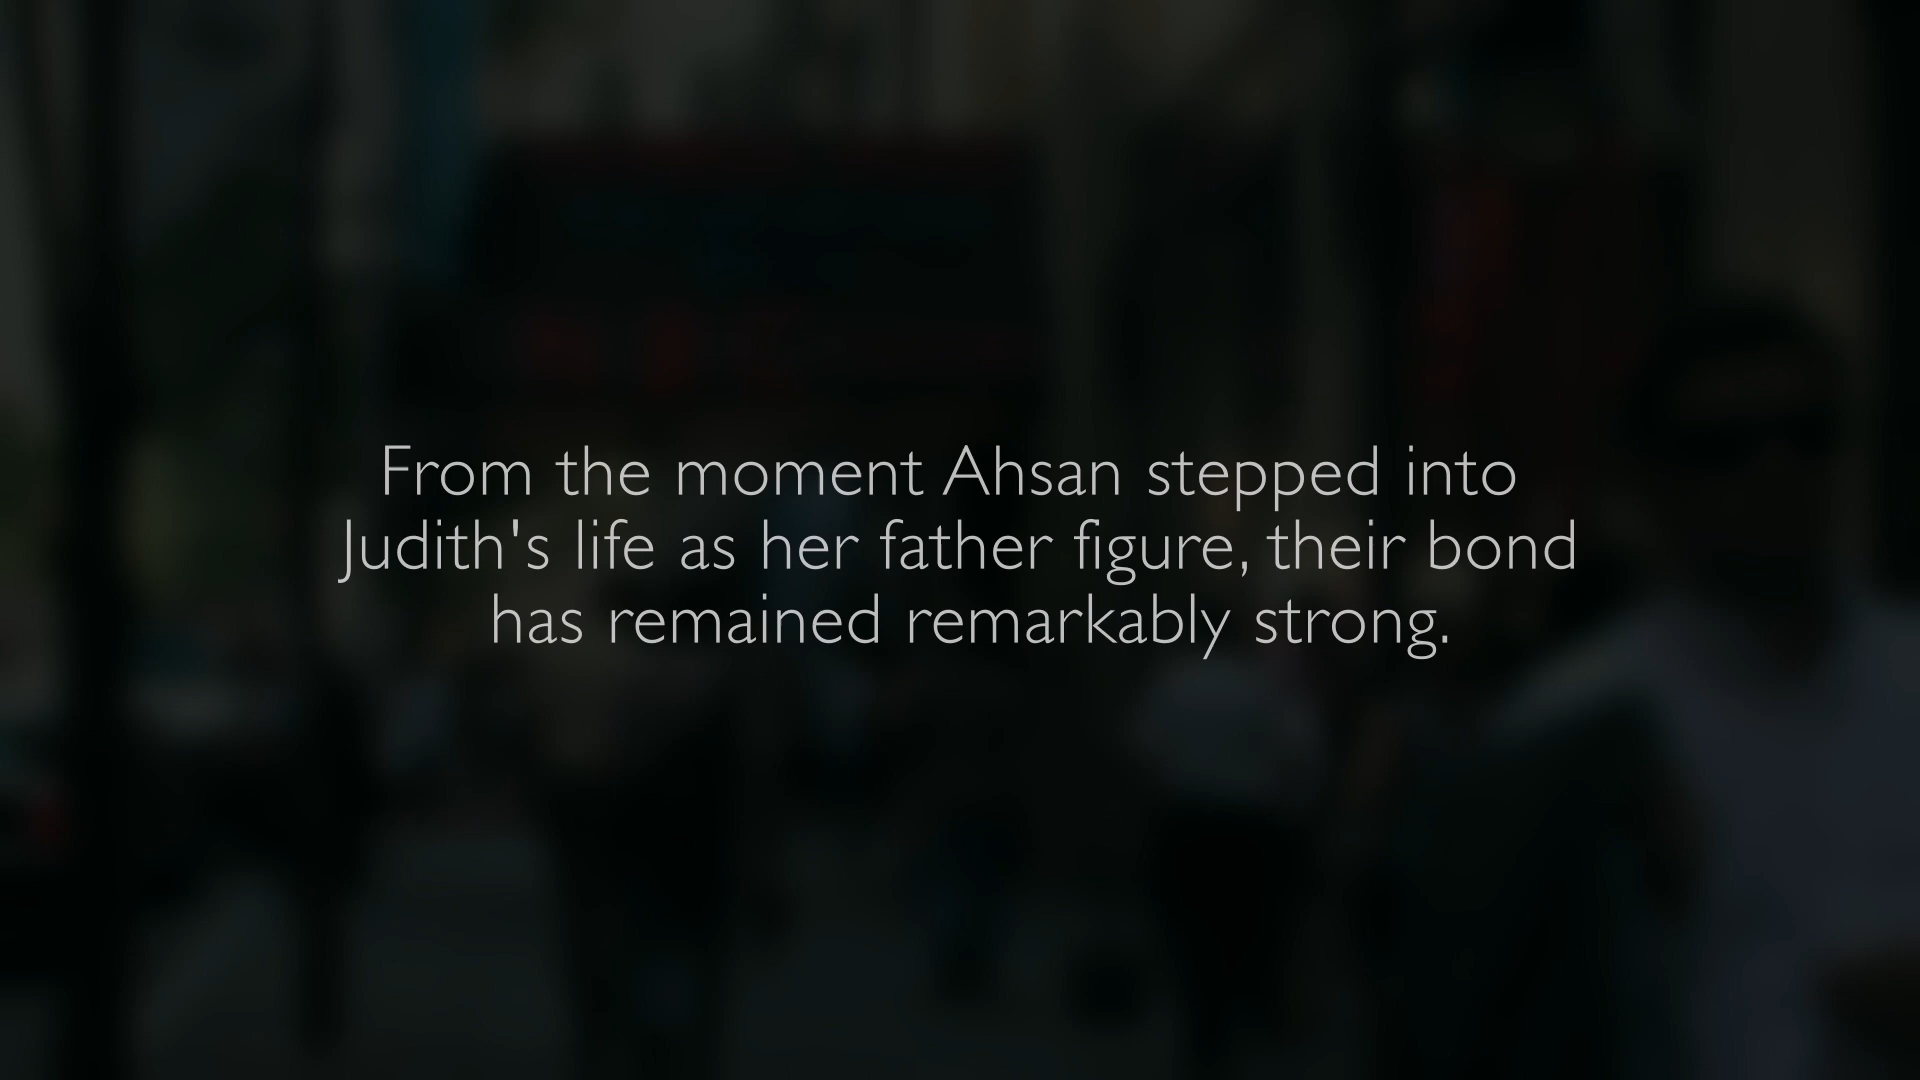 From the moment Ahsan stepped into
Judith's life as her father figure, their bond
has remained remarkably strong.